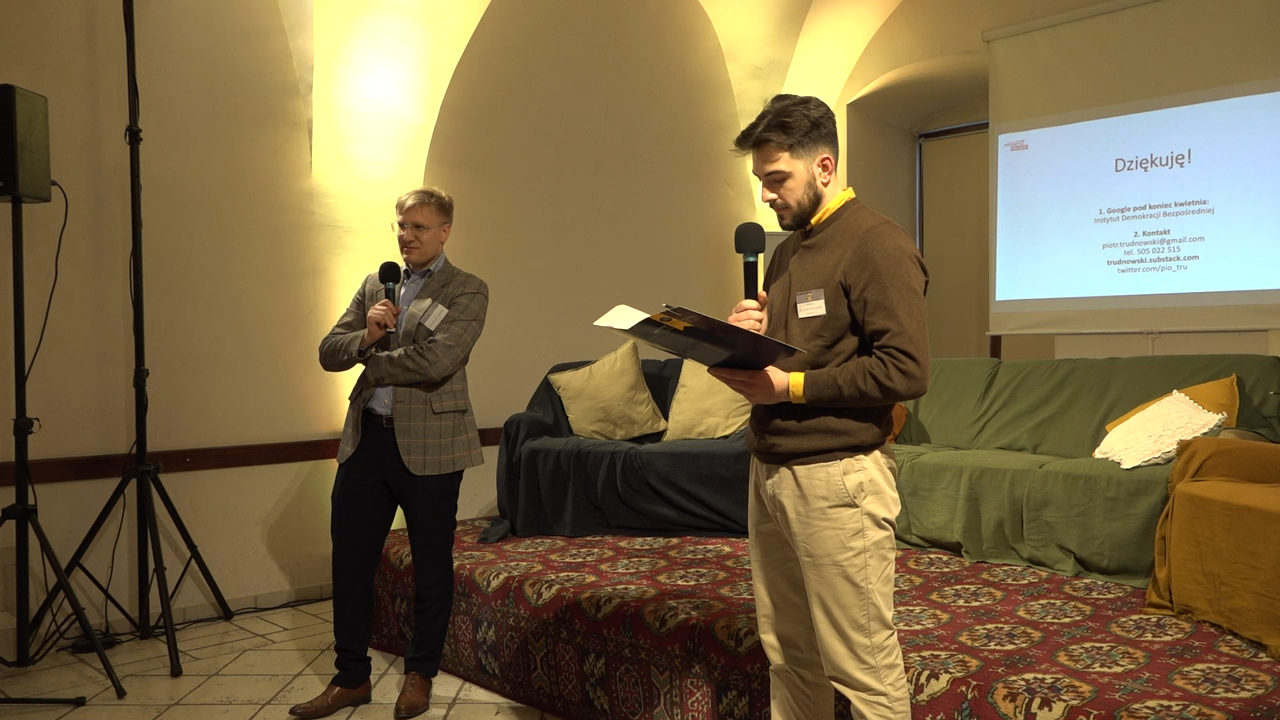 Dziękuję!
1. Google pod koniec kwietnia:
Instytut Demokracji Bezpośredniej
2. Kontakt
piotr.trudnowski@gmail.com
tel. 505 022 515
trudnowski.substack.com
twitter.com/pio_tru